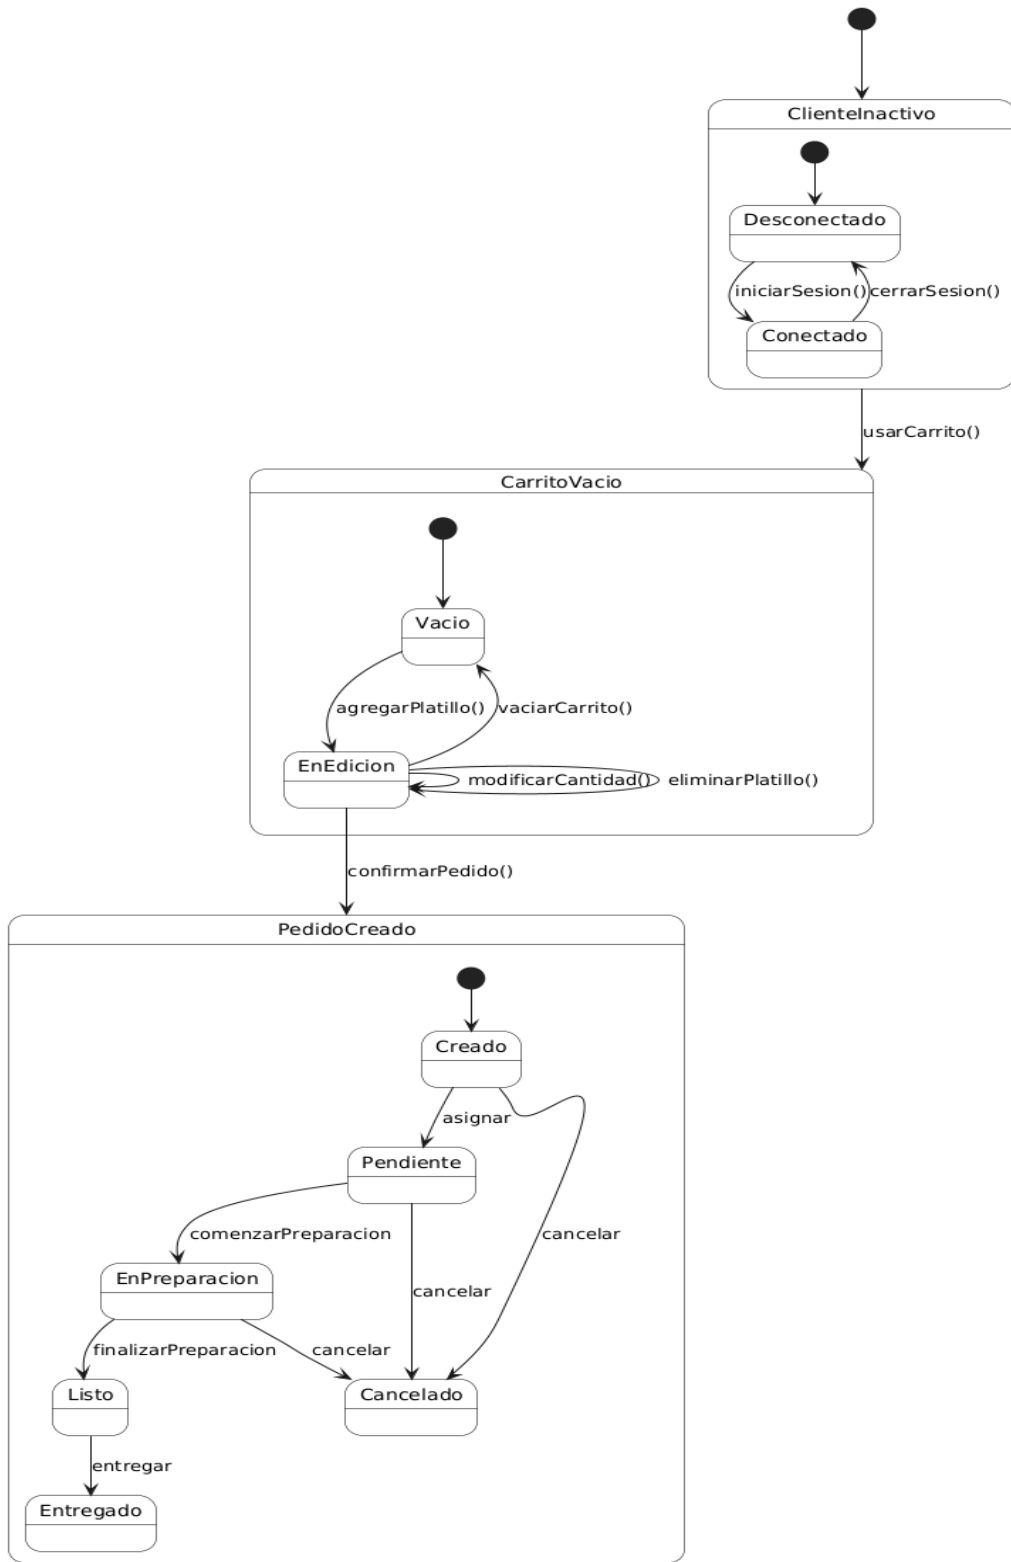 ClienteInactivo
Desconectado
iniciarSesion()
cerrarSesion()
Conectado
usarCarrito()
CarritoVacio
Vacio
agregarPlatillo()
vaciarCarrito()
EnEdicion
modificarCantidad()
eliminarPlatillo()
confirmarPedido()
PedidoCreado
Creado
asignar
Pendiente
comenzarPreparacion
cancelar
EnPreparacion
cancelar
finalizarPreparacion
cancelar
Listo
Cancelado
entregar
Entregado